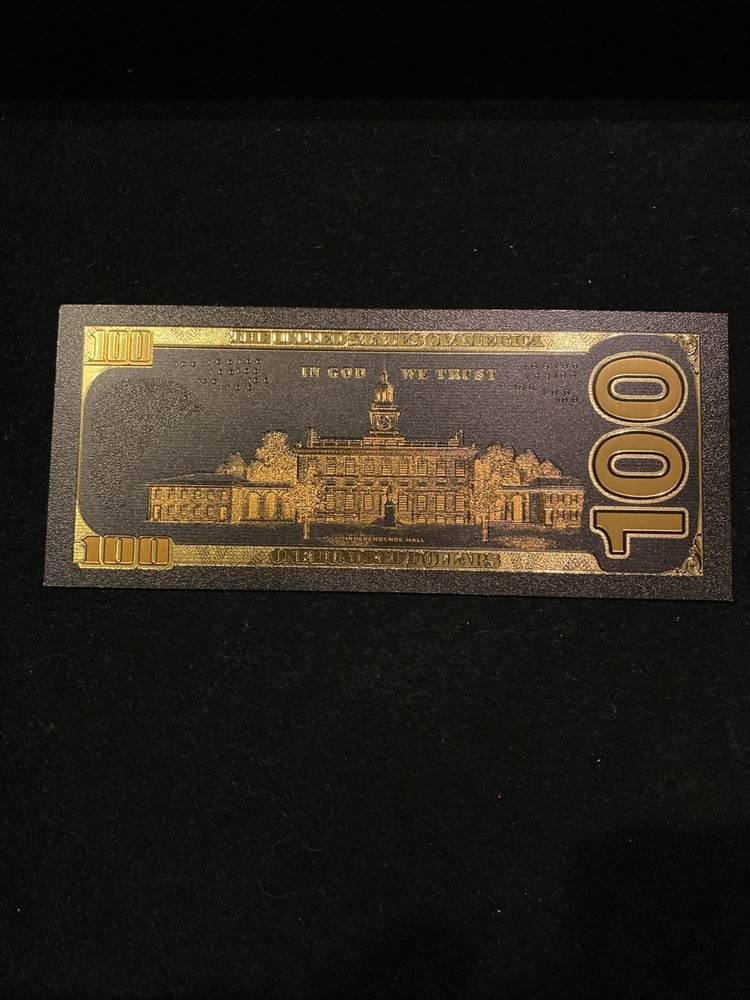 100
THE UNITED STATES OF AMERICA
IN GOD WE TRUST
100
INDEPENDENCE HALL
100
ONE HUNDRED DOLLARS